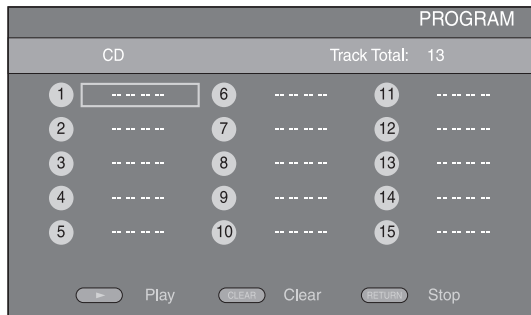 PROGRAM
CD Track Total: 13
1 -- -- -- -- 6 -- -- -- -- 11 -- -- -- --
2 -- -- -- -- 7 -- -- -- -- 12 -- -- -- --
3 -- -- -- -- 8 -- -- -- -- 13 -- -- -- --
4 -- -- -- -- 9 -- -- -- -- 14 -- -- -- --
5 -- -- -- -- 10 -- -- -- -- 15 -- -- -- --
Play CLEAR Clear RETURN Stop